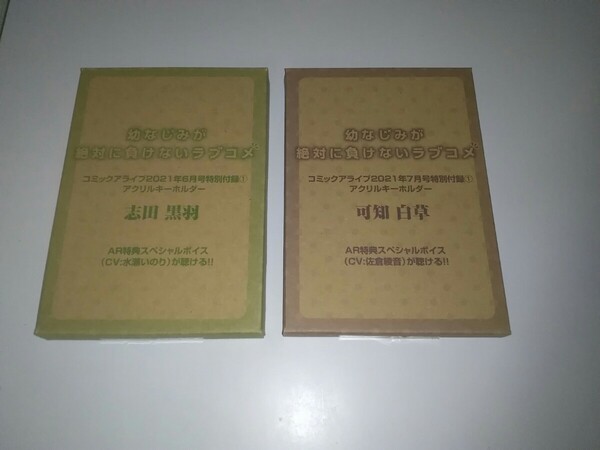 幼なじみが
絶対に負けないラブコメ
コミックアライブ2021年6月号特別付録①
アクリルキーホルダー
志田 黒羽
AR特典スペシャルボイス
(CV:水瀬いのり)が聴ける!!
幼なじみが
絶対に負けないラブコメ
コミックアライブ2021年7月号特別付録①
アクリルキーホルダー
可知 白草
AR特典スペシャルボイス
(CV:佐倉綾音)が聴ける!!